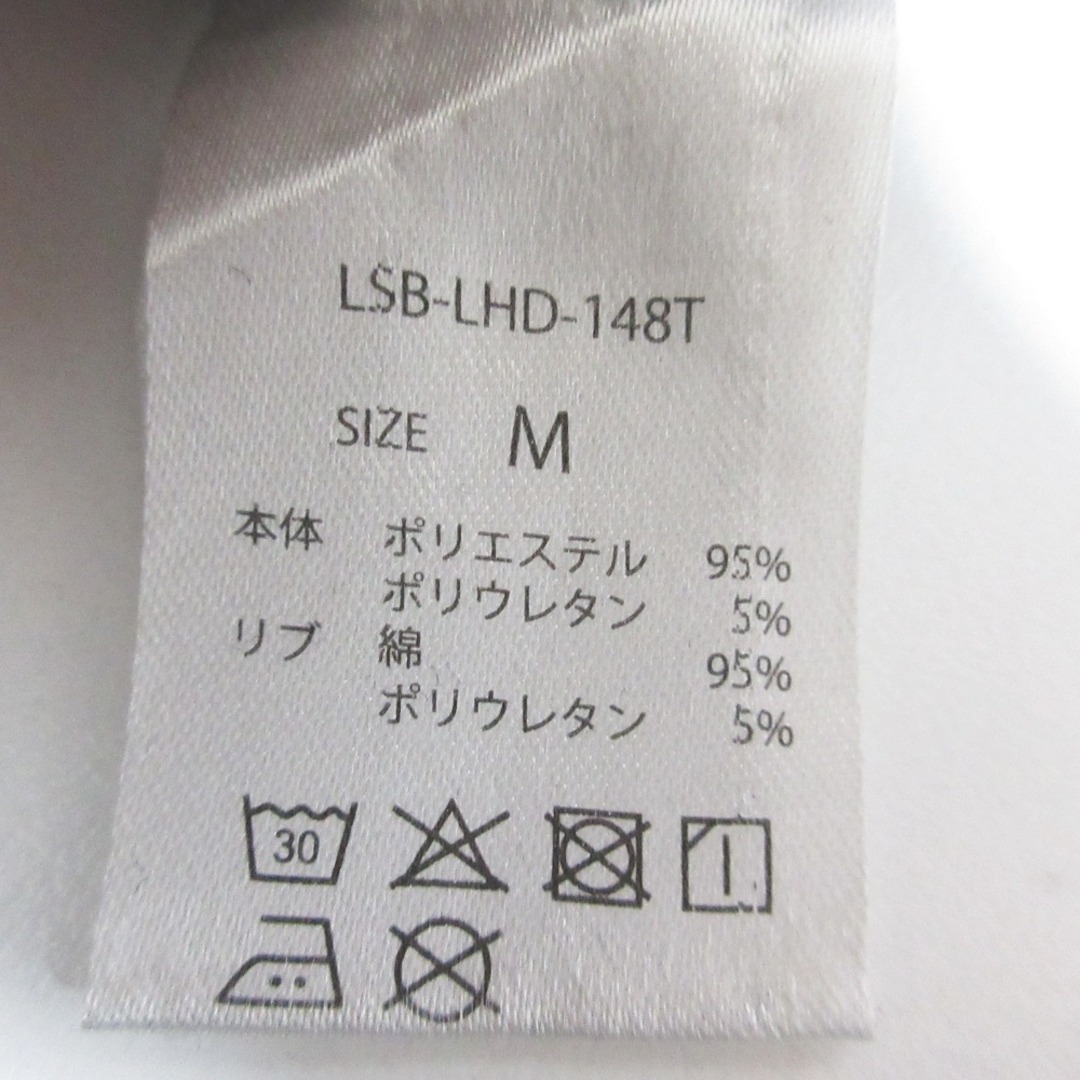 LSB-LHD-148T
SIZE M
本体 ポリエステル 95%
ポリウレタン 5%
リブ 綿 95%
ポリウレタン 5%
30